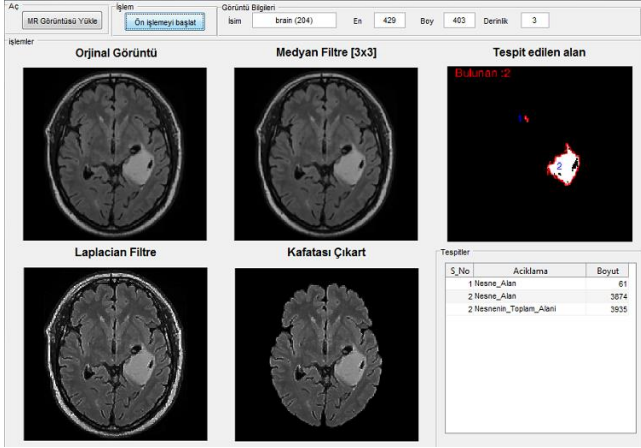 Aç
İşlem
Görüntü Bilgileri
MR Görüntüsü Yükle
Ön işlemeyi başlat
İsim brain (204) En 429 Boy 403 Derinlik 3
işlemler
Orjinal Görüntü
Medyan Filtre [3x3]
Tespit edilen alan
Bulunan :2
1
2
Laplacian Filtre
Kafatası Çıkart
Tespitler
S_No Aciklama Boyut
1 Nesne_Alan 61
2 Nesne_Alan 3874
2 Nesnenin_Toplam_Alani 3935